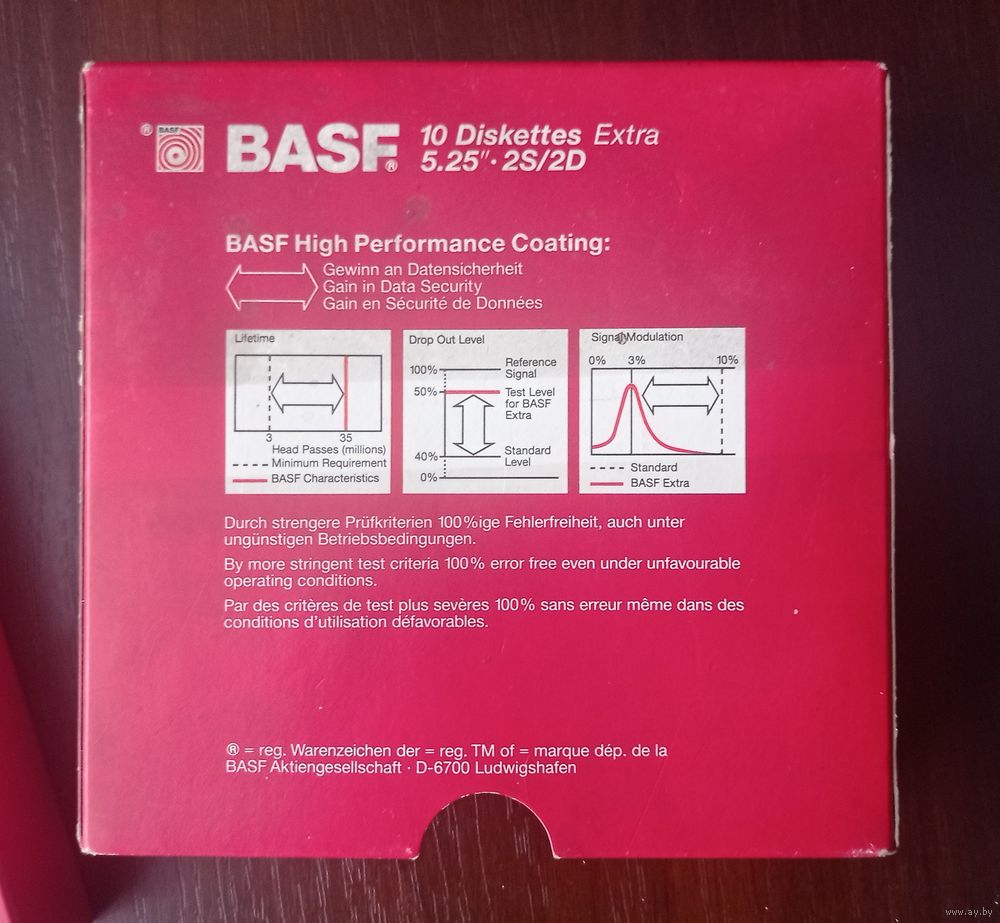 ® BASF BASF® 10 Diskettes Extra
5.25"· 2S/2D
BASF High Performance Coating:
Gewinn an Datensicherheit
Gain in Data Security
Gain en Sécurité de Données
Lifetime
3 35
Head Passes (millions)
Minimum Requirement
BASF Characteristics
Drop Out Level
100% Reference
Signal
50% Test Level
for BASF
Extra
40% Standard
Level
0%
Signal Modulation
0% 3% 10%
Standard
BASF Extra
Durch strengere Prüfkriterien 100%ige Fehlerfreiheit, auch unter
ungünstigen Betriebsbedingungen.
By more stringent test criteria 100% error free even under unfavourable
operating conditions.
Par des critères de test plus sevères 100% sans erreur même dans des
conditions d'utilisation défavorables.
® = reg. Warenzeichen der = reg. TM of = marque dép. de la
BASF Aktiengesellschaft · D-6700 Ludwigshafen
www.ay.by